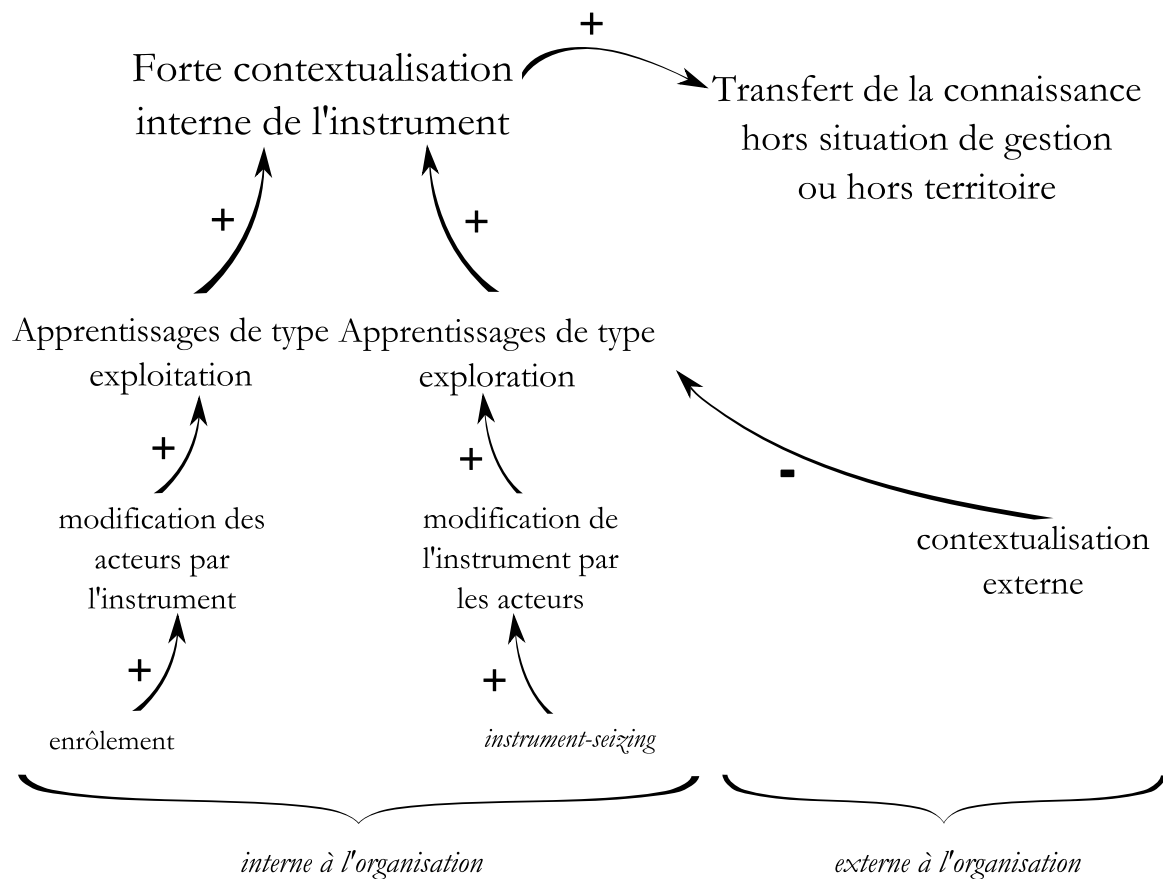 +
Forte contextualisation
interne de l'instrument
Transfert de la connaissance
hors situation de gestion
ou hors territoire
+
+
Apprentissages de type
exploitation
Apprentissages de type
exploration
+
+
-
modification des
acteurs par
l'instrument
modification de
l'instrument par
les acteurs
contextualisation
externe
+
+
enrôlement
instrument-seizing
interne à l'organisation
externe à l'organisation